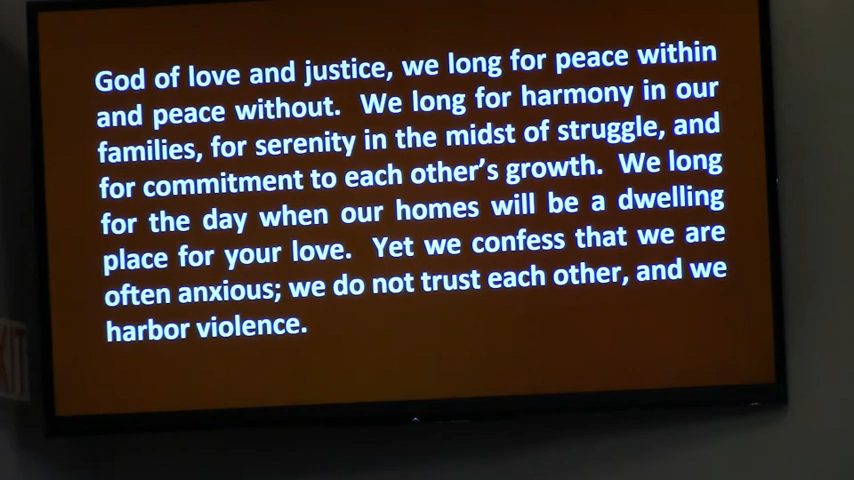 God of love and justice, we long for peace within
and peace without. We long for harmony in our
families, for serenity in the midst of struggle, and
for commitment to each other's growth. We long
for the day when our homes will be a dwelling
place for your love. Yet we confess that we are
often anxious; we do not trust each other, and we
harbor violence.
XIT